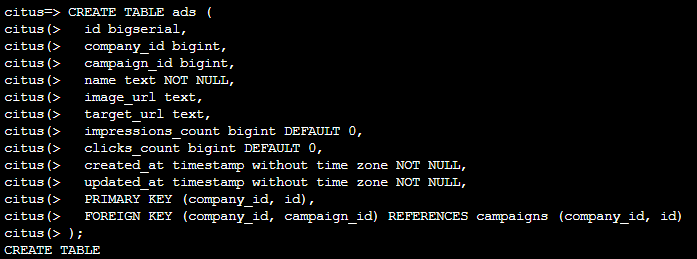 citus=> CREATE TABLE ads (
citus(>   id bigserial,
citus(>   company_id bigint,
citus(>   campaign_id bigint,
citus(>   name text NOT NULL,
citus(>   image_url text,
citus(>   target_url text,
citus(>   impressions_count bigint DEFAULT 0,
citus(>   clicks_count bigint DEFAULT 0,
citus(>   created_at timestamp without time zone NOT NULL,
citus(>   updated_at timestamp without time zone NOT NULL,
citus(>   PRIMARY KEY (company_id, id),
citus(>   FOREIGN KEY (company_id, campaign_id) REFERENCES campaigns (company_id, id)
citus(> );
CREATE TABLE